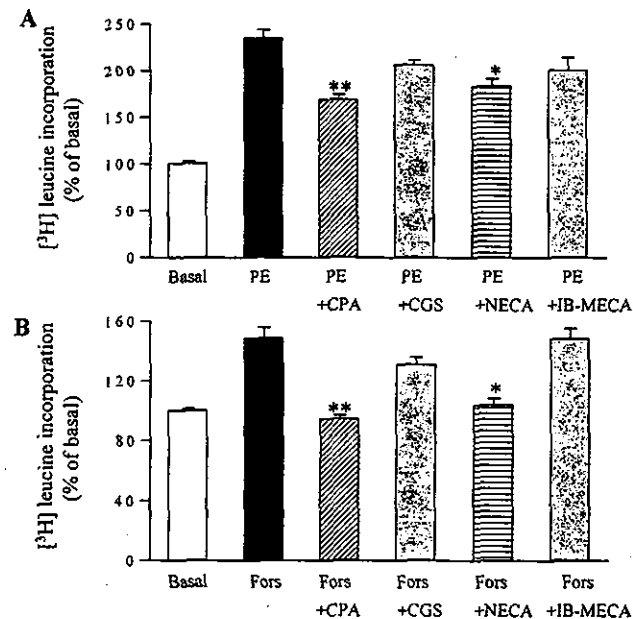 A
[³H] leucine incorporation
(% of basal)
250
200
150
100
50
0
**
*
Basal PE PE PE PE PE
+CPA +CGS +NECA +IB-MECA
B
[³H] leucine incorporation
(% of basal)
160
120
80
40
0
**
*
Basal Fors Fors Fors Fors Fors
+CPA +CGS +NECA +IB-MECA